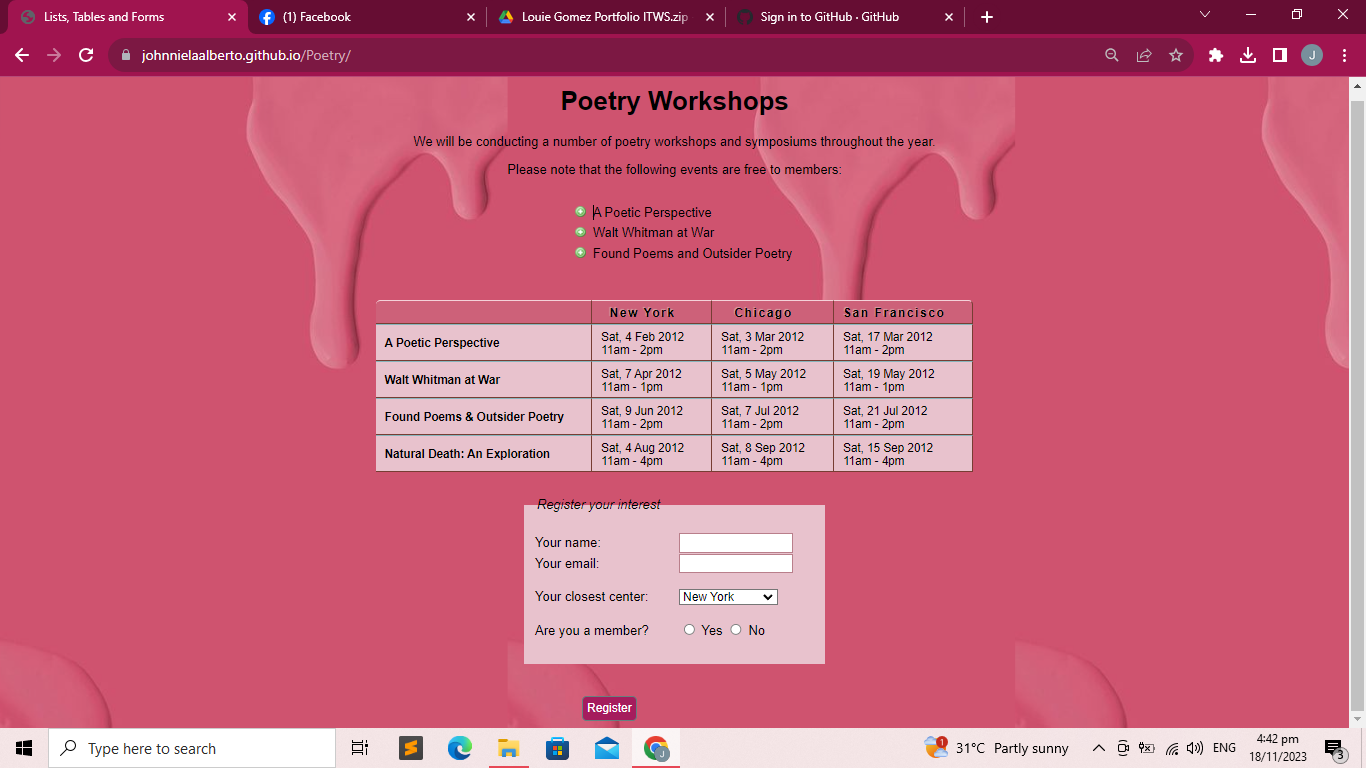 Lists, Tables and Forms
(1) Facebook
Louie Gomez Portfolio ITWS.zip
Sign in to GitHub · GitHub
johnnielaalberto.github.io/Poetry/
J
Poetry Workshops
We will be conducting a number of poetry workshops and symposiums throughout the year.
Please note that the following events are free to members:
A Poetic Perspective
Walt Whitman at War
Found Poems and Outsider Poetry
New York Chicago San Francisco
A Poetic Perspective
Sat, 4 Feb 2012
11am - 2pm
Sat, 3 Mar 2012
11am - 2pm
Sat, 17 Mar 2012
11am - 2pm
Walt Whitman at War
Sat, 7 Apr 2012
11am - 1pm
Sat, 5 May 2012
11am - 1pm
Sat, 19 May 2012
11am - 1pm
Found Poems & Outsider Poetry
Sat, 9 Jun 2012
11am - 2pm
Sat, 7 Jul 2012
11am - 2pm
Sat, 21 Jul 2012
11am - 2pm
Natural Death: An Exploration
Sat, 4 Aug 2012
11am - 4pm
Sat, 8 Sep 2012
11am - 4pm
Sat, 15 Sep 2012
11am - 4pm
Register your interest
Your name:
Your email:
Your closest center: New York
Are you a member? Yes No
Register
Type here to search
J
1
31°C Partly sunny
ENG
4:42 pm
18/11/2023
3